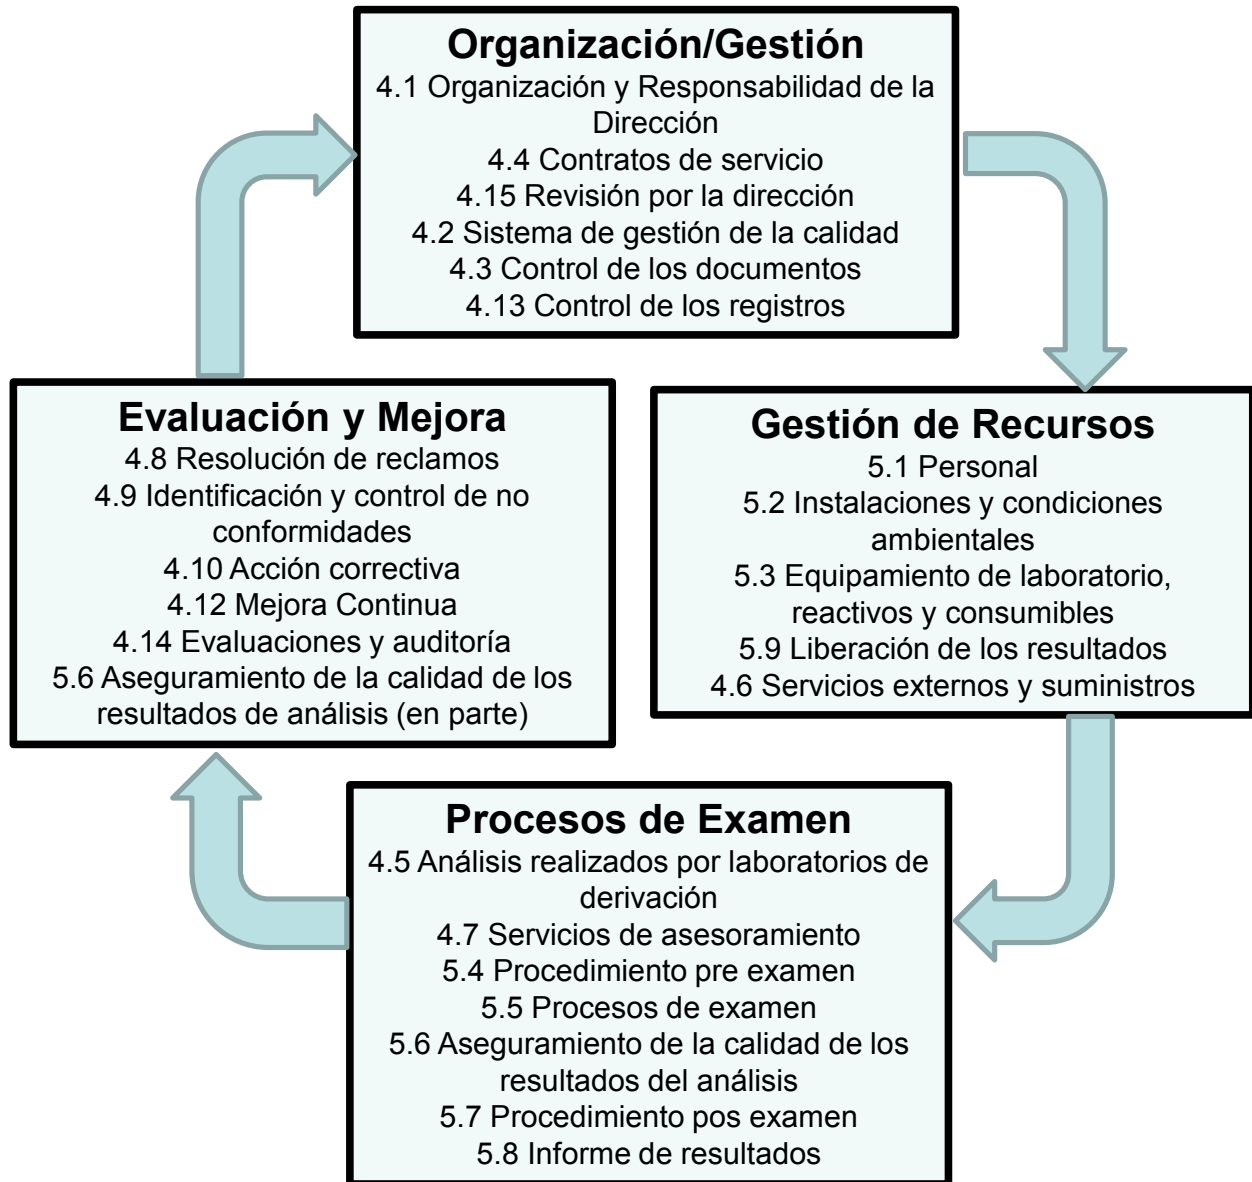 Organización/Gestión
4.1 Organización y Responsabilidad de la
Dirección
4.4 Contratos de servicio
4.15 Revisión por la dirección
4.2 Sistema de gestión de la calidad
4.3 Control de los documentos
4.13 Control de los registros
Evaluación y Mejora
4.8 Resolución de reclamos
4.9 Identificación y control de no
conformidades
4.10 Acción correctiva
4.12 Mejora Continua
4.14 Evaluaciones y auditoría
5.6 Aseguramiento de la calidad de los
resultados de análisis (en parte)
Gestión de Recursos
5.1 Personal
5.2 Instalaciones y condiciones
ambientales
5.3 Equipamiento de laboratorio,
reactivos y consumibles
5.9 Liberación de los resultados
4.6 Servicios externos y suministros
Procesos de Examen
4.5 Análisis realizados por laboratorios de
derivación
4.7 Servicios de asesoramiento
5.4 Procedimiento pre examen
5.5 Procesos de examen
5.6 Aseguramiento de la calidad de los
resultados del análisis
5.7 Procedimiento pos examen
5.8 Informe de resultados